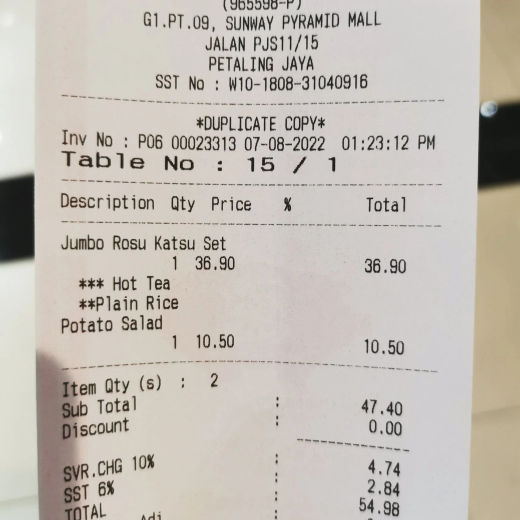 (965598-P)
G1.PT.09, SUNWAY PYRAMID MALL
JALAN PJS11/15
PETALING JAYA
SST No : W10-1808-31040916
*DUPLICATE COPY*
Inv No : P06 00023313 07-08-2022 01:23:12 PM
Table No : 15 / 1
Description Qty Price % Total
Jumbo Rosu Katsu Set
1 36.90 36.90
*** Hot Tea
**Plain Rice
Potato Salad
1 10.50 10.50
Item Qty (s) : 2
Sub Total : 47.40
Discount : 0.00
SVR.CHG 10% : 4.74
SST 6% : 2.84
TOTAL : 54.98
Adj